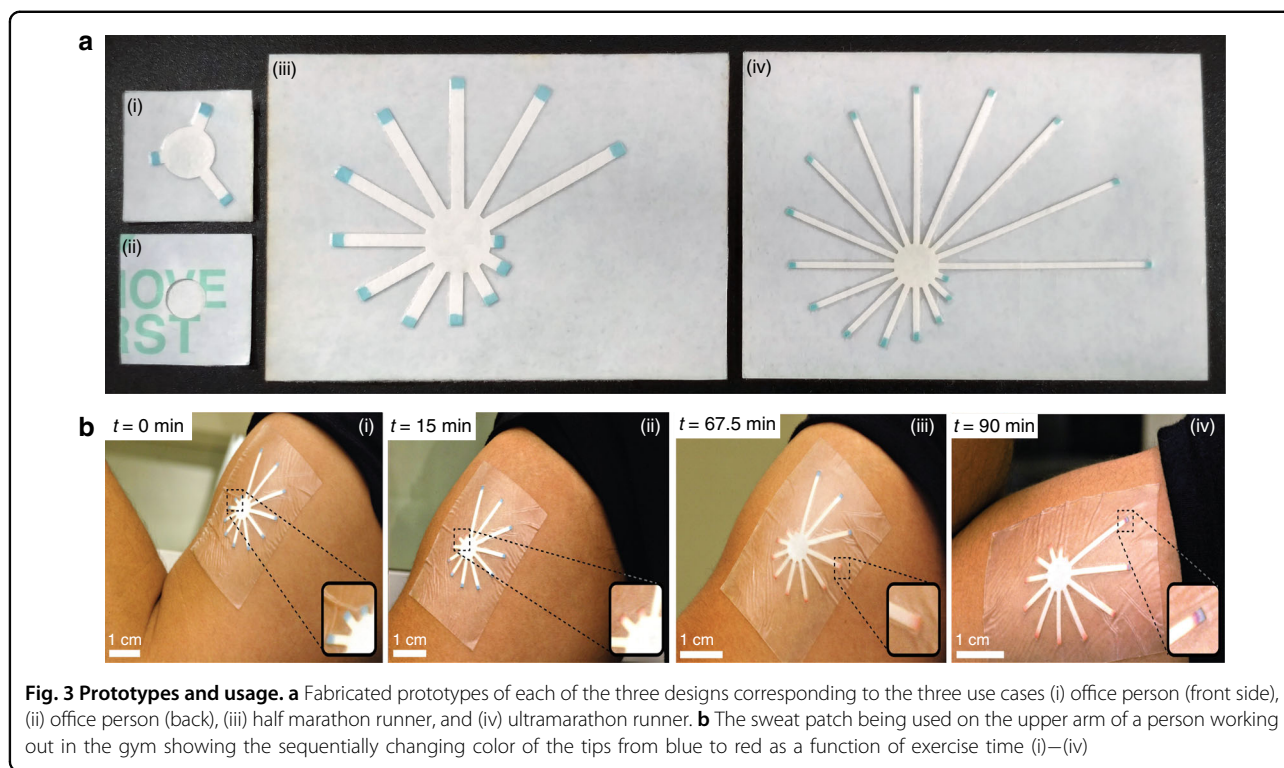 a
(i)
(ii)
MOVE
RST
(iii)
(iv)
b
t = 0 min
(i)
1 cm
t = 15 min
(ii)
1 cm
t = 67.5 min
(iii)
1 cm
t = 90 min
(iv)
1 cm
Fig. 3 Prototypes and usage. a Fabricated prototypes of each of the three designs corresponding to the three use cases (i) office person (front side),
(ii) office person (back), (iii) half marathon runner, and (iv) ultramarathon runner. b The sweat patch being used on the upper arm of a person working
out in the gym showing the sequentially changing color of the tips from blue to red as a function of exercise time (i)–(iv)